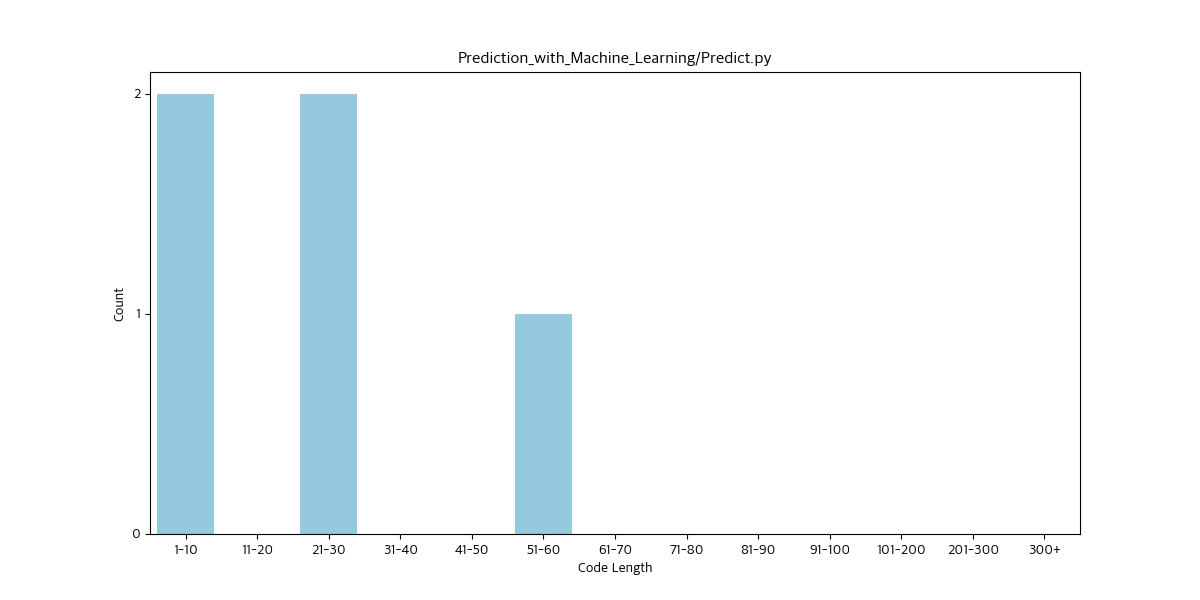 Prediction_with_Machine_Learning/Predict.py
2
1
0
Count
1-10 11-20 21-30 31-40 41-50 51-60 61-70 71-80 81-90 91-100 101-200 201-300 300+
Code Length